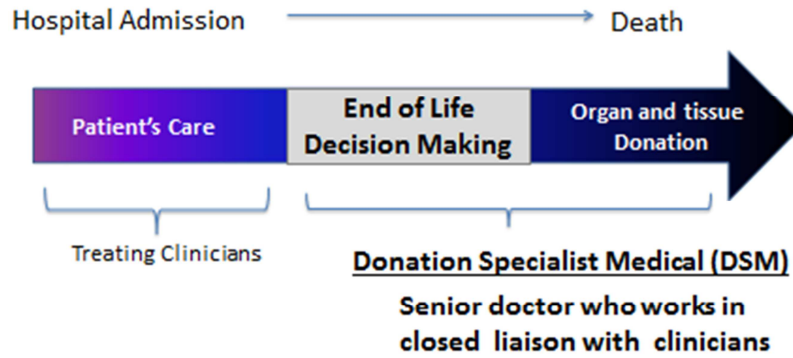 Hospital Admission
Death
Patient's Care
End of Life
Decision Making
Organ and tissue
Donation
Treating Clinicians
Donation Specialist Medical (DSM)
Senior doctor who works in
closed liaison with clinicians